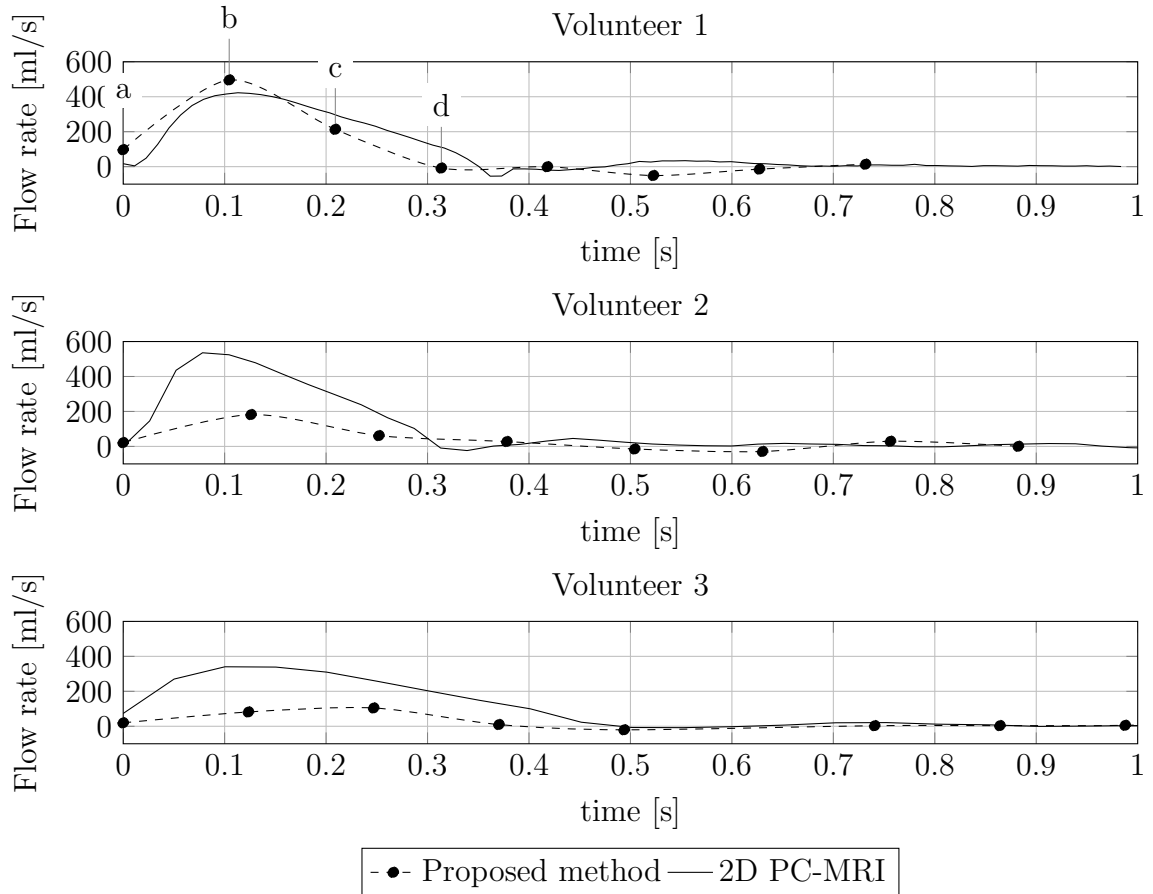 Volunteer 1
a
b
c
d
Flow rate [ml/s]
600
400
200
0
0 0.1 0.2 0.3 0.4 0.5 0.6 0.7 0.8 0.9 1
time [s]
Volunteer 2
Flow rate [ml/s]
600
400
200
0
0 0.1 0.2 0.3 0.4 0.5 0.6 0.7 0.8 0.9 1
time [s]
Volunteer 3
Flow rate [ml/s]
600
400
200
0
0 0.1 0.2 0.3 0.4 0.5 0.6 0.7 0.8 0.9 1
time [s]
Proposed method 2D PC-MRI